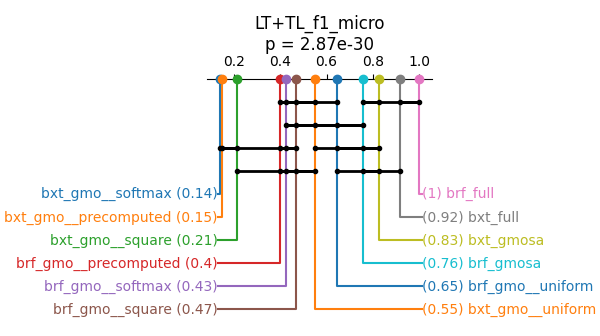 LT+TL_f1_micro
p = 2.87e-30
0.2 0.4 0.6 0.8 1.0
bxt_gmo__softmax (0.14) (1) brf_full
bxt_gmo__precomputed (0.15) (0.92) bxt_full
bxt_gmo__square (0.21) (0.83) bxt_gmosa
brf_gmo__precomputed (0.4) (0.76) brf_gmosa
brf_gmo__softmax (0.43) (0.65) brf_gmo__uniform
brf_gmo__square (0.47) (0.55) bxt_gmo__uniform